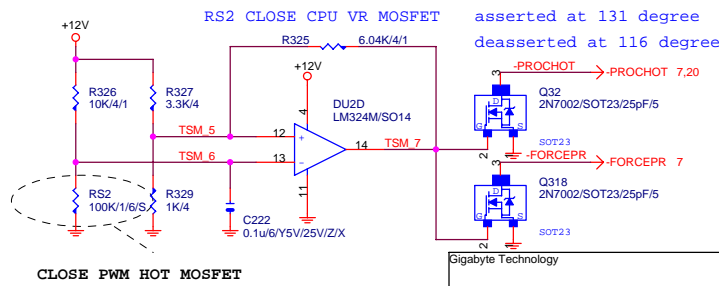 RS2 CLOSE CPU VR MOSFET
asserted at 131 degree
deasserted at 116 degree
+12V
R325
6.04K/4/1
+12V
R326
10K/4/1
R327
3.3K/4
DU2D
LM324M/SO14
TSM_5
TSM_6
12
13
+
−
4
11
14
TSM_7
-PROCHOT
-PROCHOT 7,20
3
Q32
2N7002/SOT23/25pF/5
D
G
S
2
1
SOT23
-FORCEPR
-FORCEPR 7
3
Q318
2N7002/SOT23/25pF/5
D
G
S
2
1
SOT23
RS2
100K/1/6/S
R329
1K/4
C222
0.1u/6/Y5V/25V/Z/X
CLOSE PWM HOT MOSFET
Gigabyte Technology